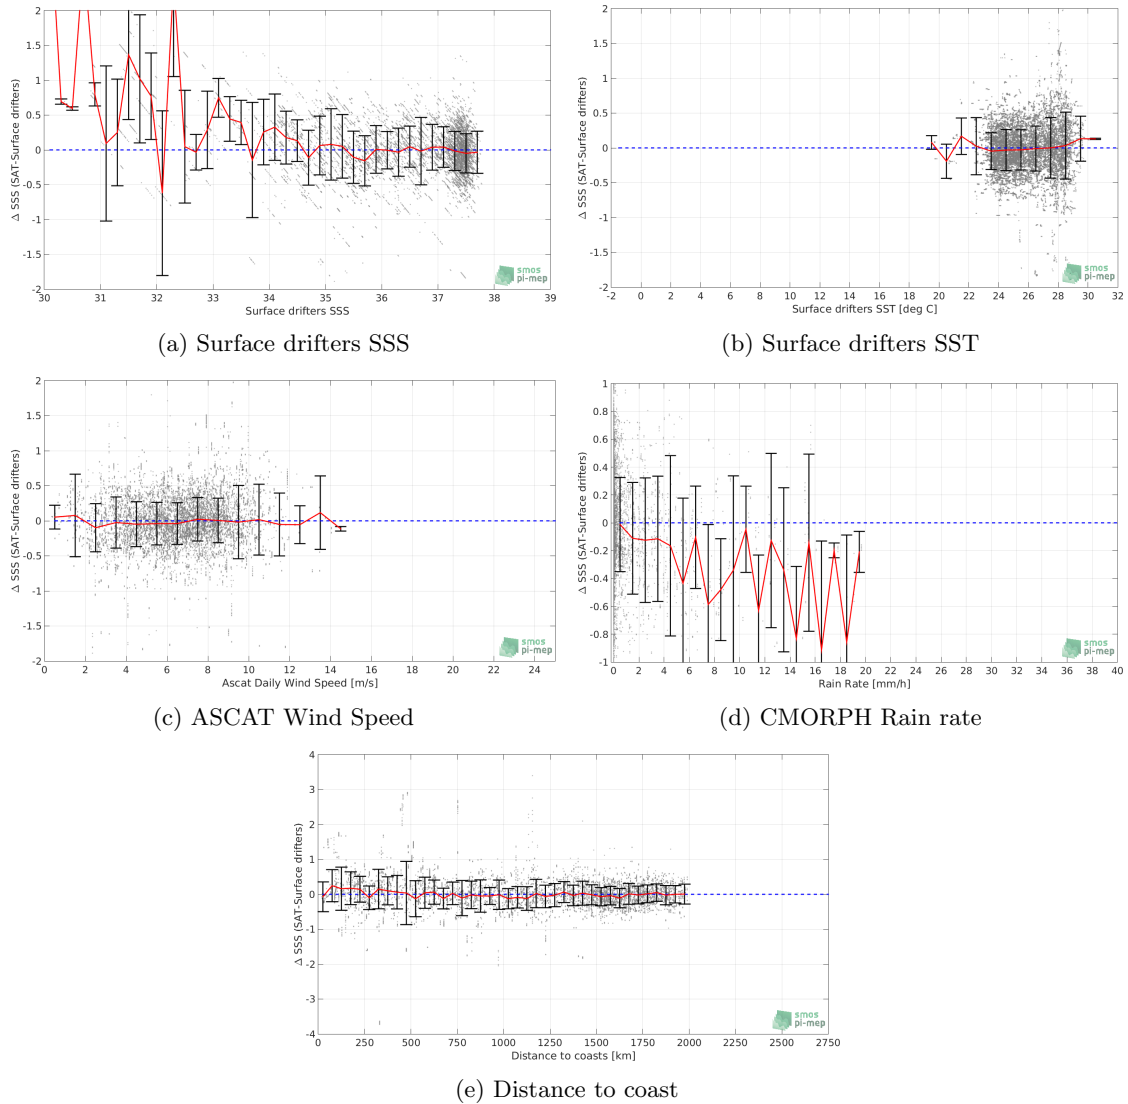 2
1.5
1
0.5
0
-0.5
-1
-1.5
-2
Δ SSS (SAT-Surface drifters)
30 31 32 33 34 35 36 37 38 39
Surface drifters SSS
smos
pi-mep
(a) Surface drifters SSS
2
1.5
1
0.5
0
-0.5
-1
-1.5
-2
Δ SSS (SAT-Surface drifters)
-2 0 2 4 6 8 10 12 14 16 18 20 22 24 26 28 30 32
Surface drifters SST [deg C]
smos
pi-mep
(b) Surface drifters SST
2
1.5
1
0.5
0
-0.5
-1
-1.5
-2
Δ SSS (SAT-Surface drifters)
0 2 4 6 8 10 12 14 16 18 20 22 24
Ascat Daily Wind Speed [m/s]
smos
pi-mep
(c) ASCAT Wind Speed
1
0.8
0.6
0.4
0.2
0
-0.2
-0.4
-0.6
-0.8
-1
Δ SSS (SAT-Surface drifters)
0 2 4 6 8 10 12 14 16 18 20 22 24 26 28 30 32 34 36 38 40
Rain Rate [mm/h]
smos
pi-mep
(d) CMORPH Rain rate
4
3
2
1
0
-1
-2
-3
-4
Δ SSS (SAT-Surface drifters)
0 250 500 750 1000 1250 1500 1750 2000 2250 2500 2750
Distance to coasts [km]
smos
pi-mep
(e) Distance to coast